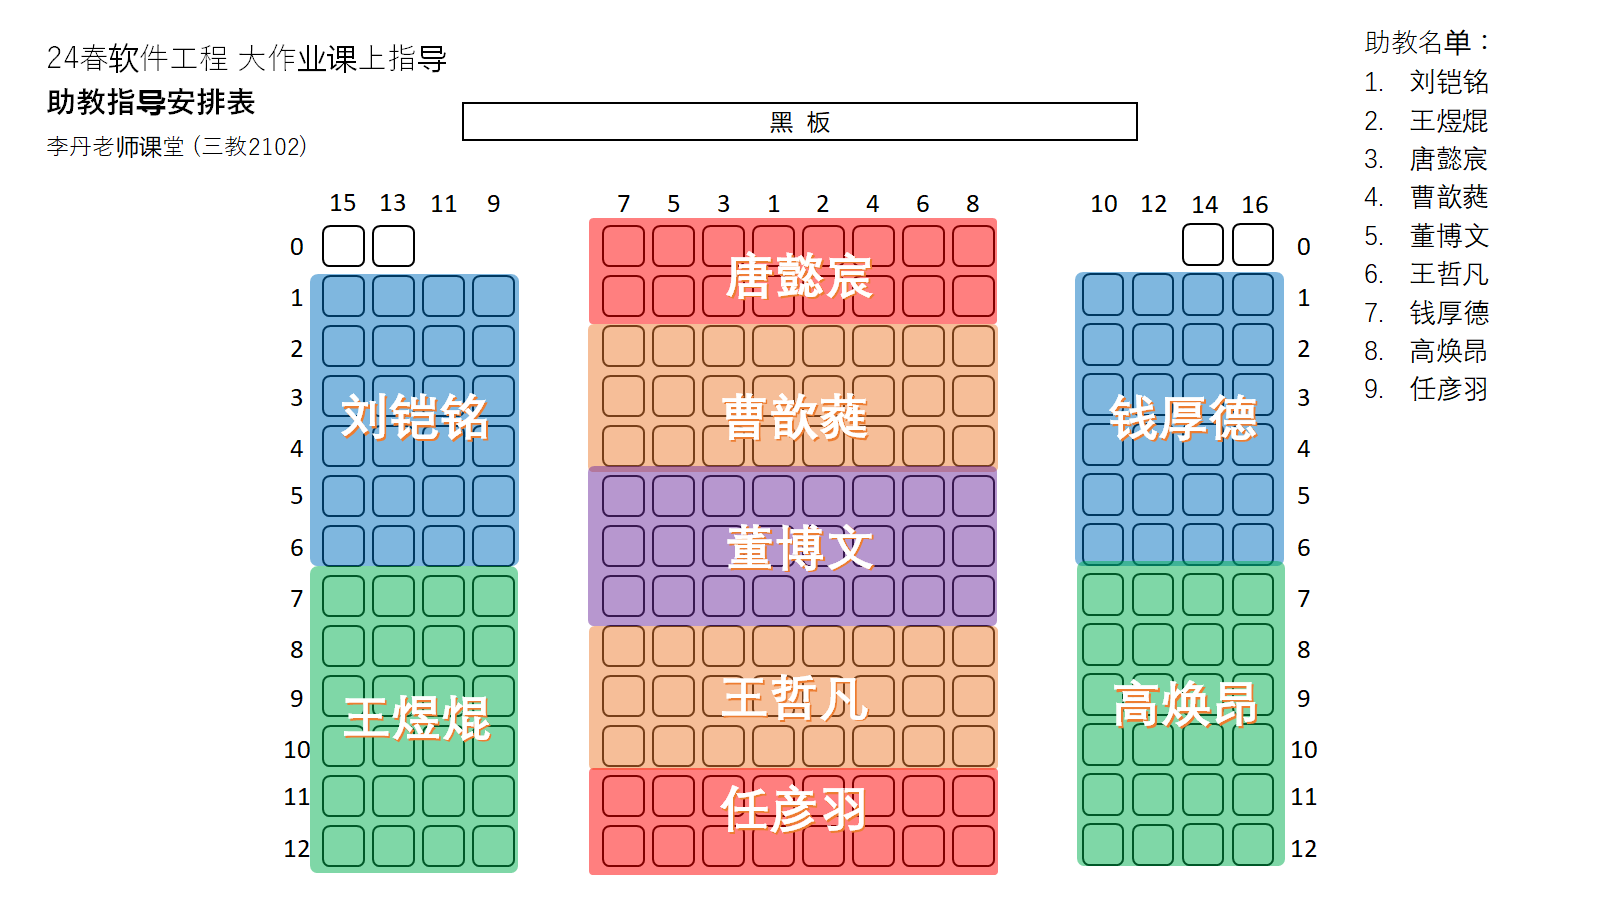 24春软件工程 大作业课上指导
助教指导安排表
李丹老师课堂 (三教2102)
黑 板
助教名单：
1. 刘铠铭
2. 王煜焜
3. 唐懿宸
4. 曹歆蕤
5. 董博文
6. 王哲凡
7. 钱厚德
8. 高焕昂
9. 任彦羽
15 13 11 9 7 5 3 1 2 4 6 8 10 12 14 16
0 0
唐懿宸
1 1
2 2
3 3
刘铠铭 曹歆蕤 钱厚德
4 4
5 5
6 董博文 6
7 7
8 8
9 王哲凡 高焕昂 9
王煜焜
10 10
11 任彦羽 11
12 12